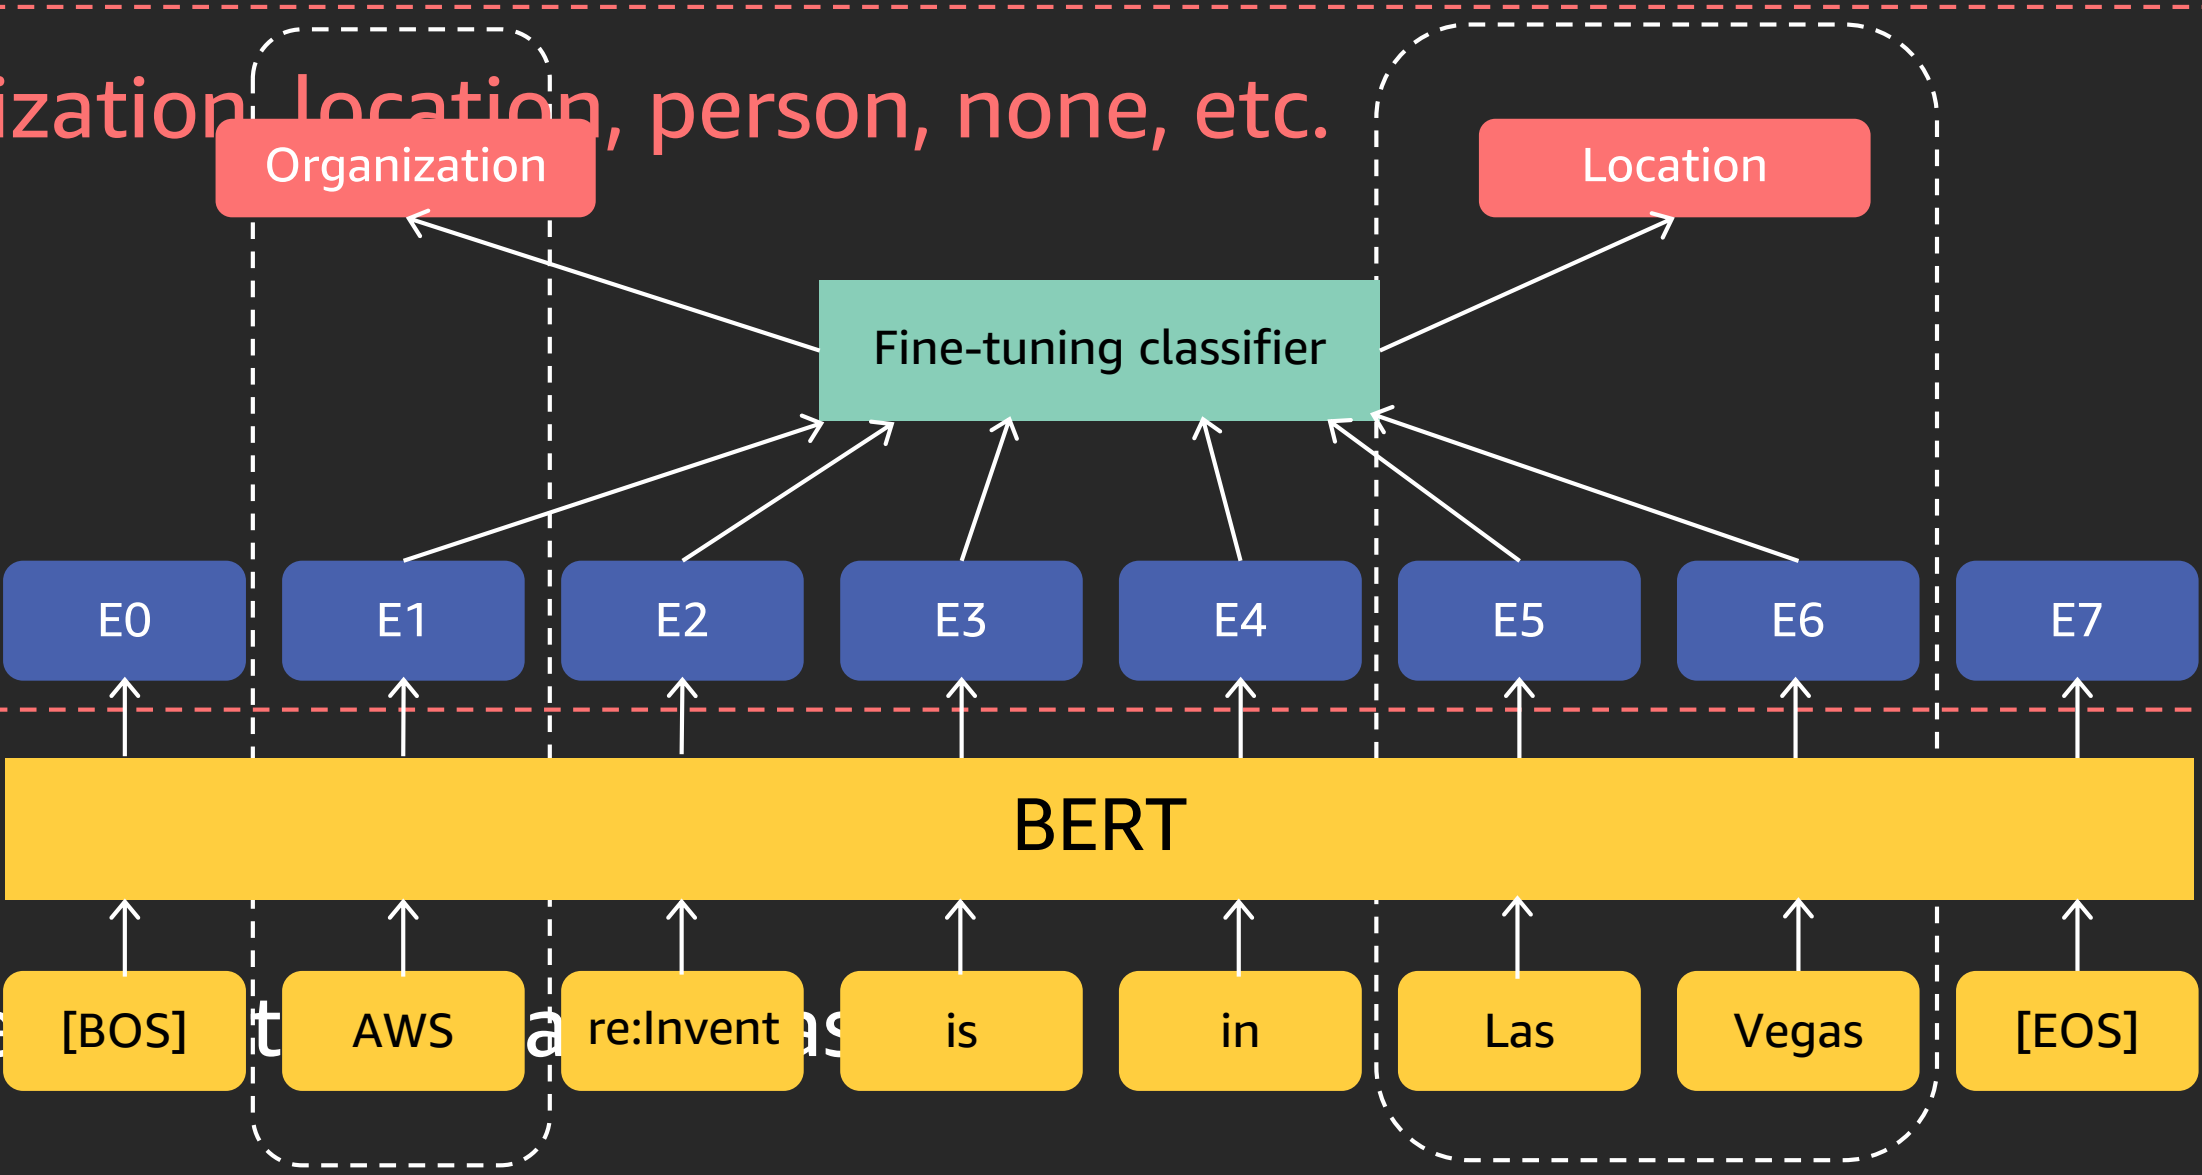 ization, location, person, none, etc.
Organization
Location
Fine-tuning classifier
E0 E1 E2 E3 E4 E5 E6 E7
BERT
[BOS] AWS re:Invent is in Las Vegas [EOS]